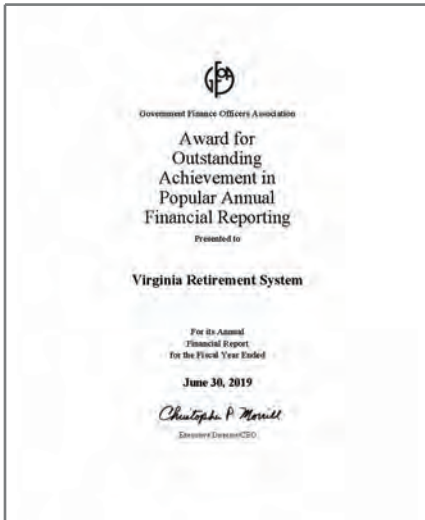 GFOA
Government Finance Officers Association
Award for
Outstanding
Achievement in
Popular Annual
Financial Reporting
Presented to
Virginia Retirement System
For its Annual
Financial Report
for the Fiscal Year Ended
June 30, 2019
Christopher P. Morrill
Executive Director/CEO